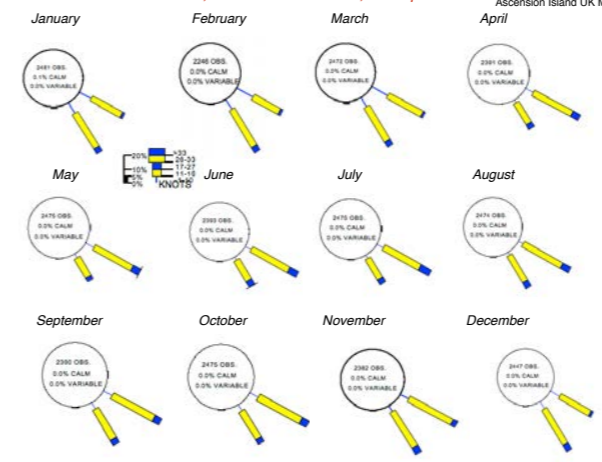 Ascension Island UK M
January February March April
2481 OBS.
0.1% CALM
0.0% VARIABLE
2246 OBS.
0.0% CALM
0.0% VARIABLE
2472 OBS.
0.0% CALM
0.0% VARIABLE
2391 OBS.
0.0% CALM
0.0% VARIABLE
20%
10%
5%
0%
>33
28-33
17-27
11-16
KNOTS
May June July August
2475 OBS.
0.0% CALM
0.0% VARIABLE
2393 OBS.
0.0% CALM
0.0% VARIABLE
2475 OBS.
0.0% CALM
0.0% VARIABLE
2474 OBS.
0.0% CALM
0.0% VARIABLE
September October November December
2390 OBS.
0.0% CALM
0.0% VARIABLE
2475 OBS.
0.0% CALM
0.0% VARIABLE
2382 OBS.
0.0% CALM
0.0% VARIABLE
2447 OBS.
0.0% CALM
0.0% VARIABLE